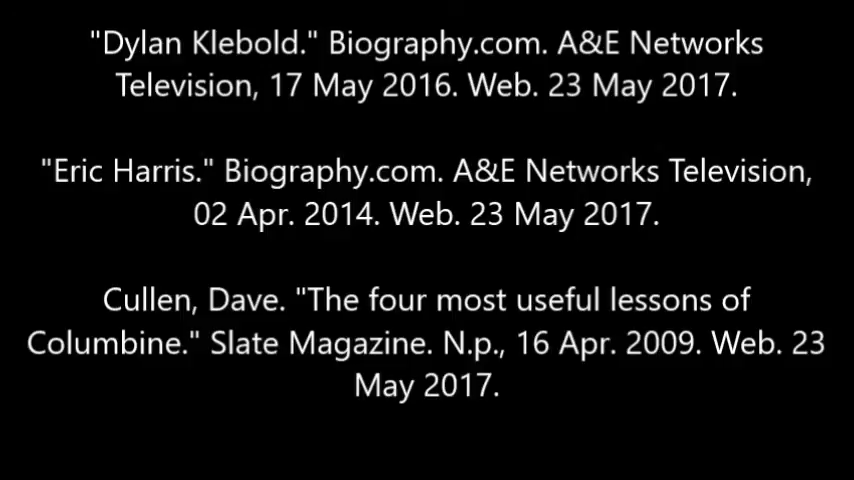 "Dylan Klebold." Biography.com. A&E Networks
Television, 17 May 2016. Web. 23 May 2017.
"Eric Harris." Biography.com. A&E Networks Television,
02 Apr. 2014. Web. 23 May 2017.
Cullen, Dave. "The four most useful lessons of
Columbine." Slate Magazine. N.p., 16 Apr. 2009. Web. 23
May 2017.